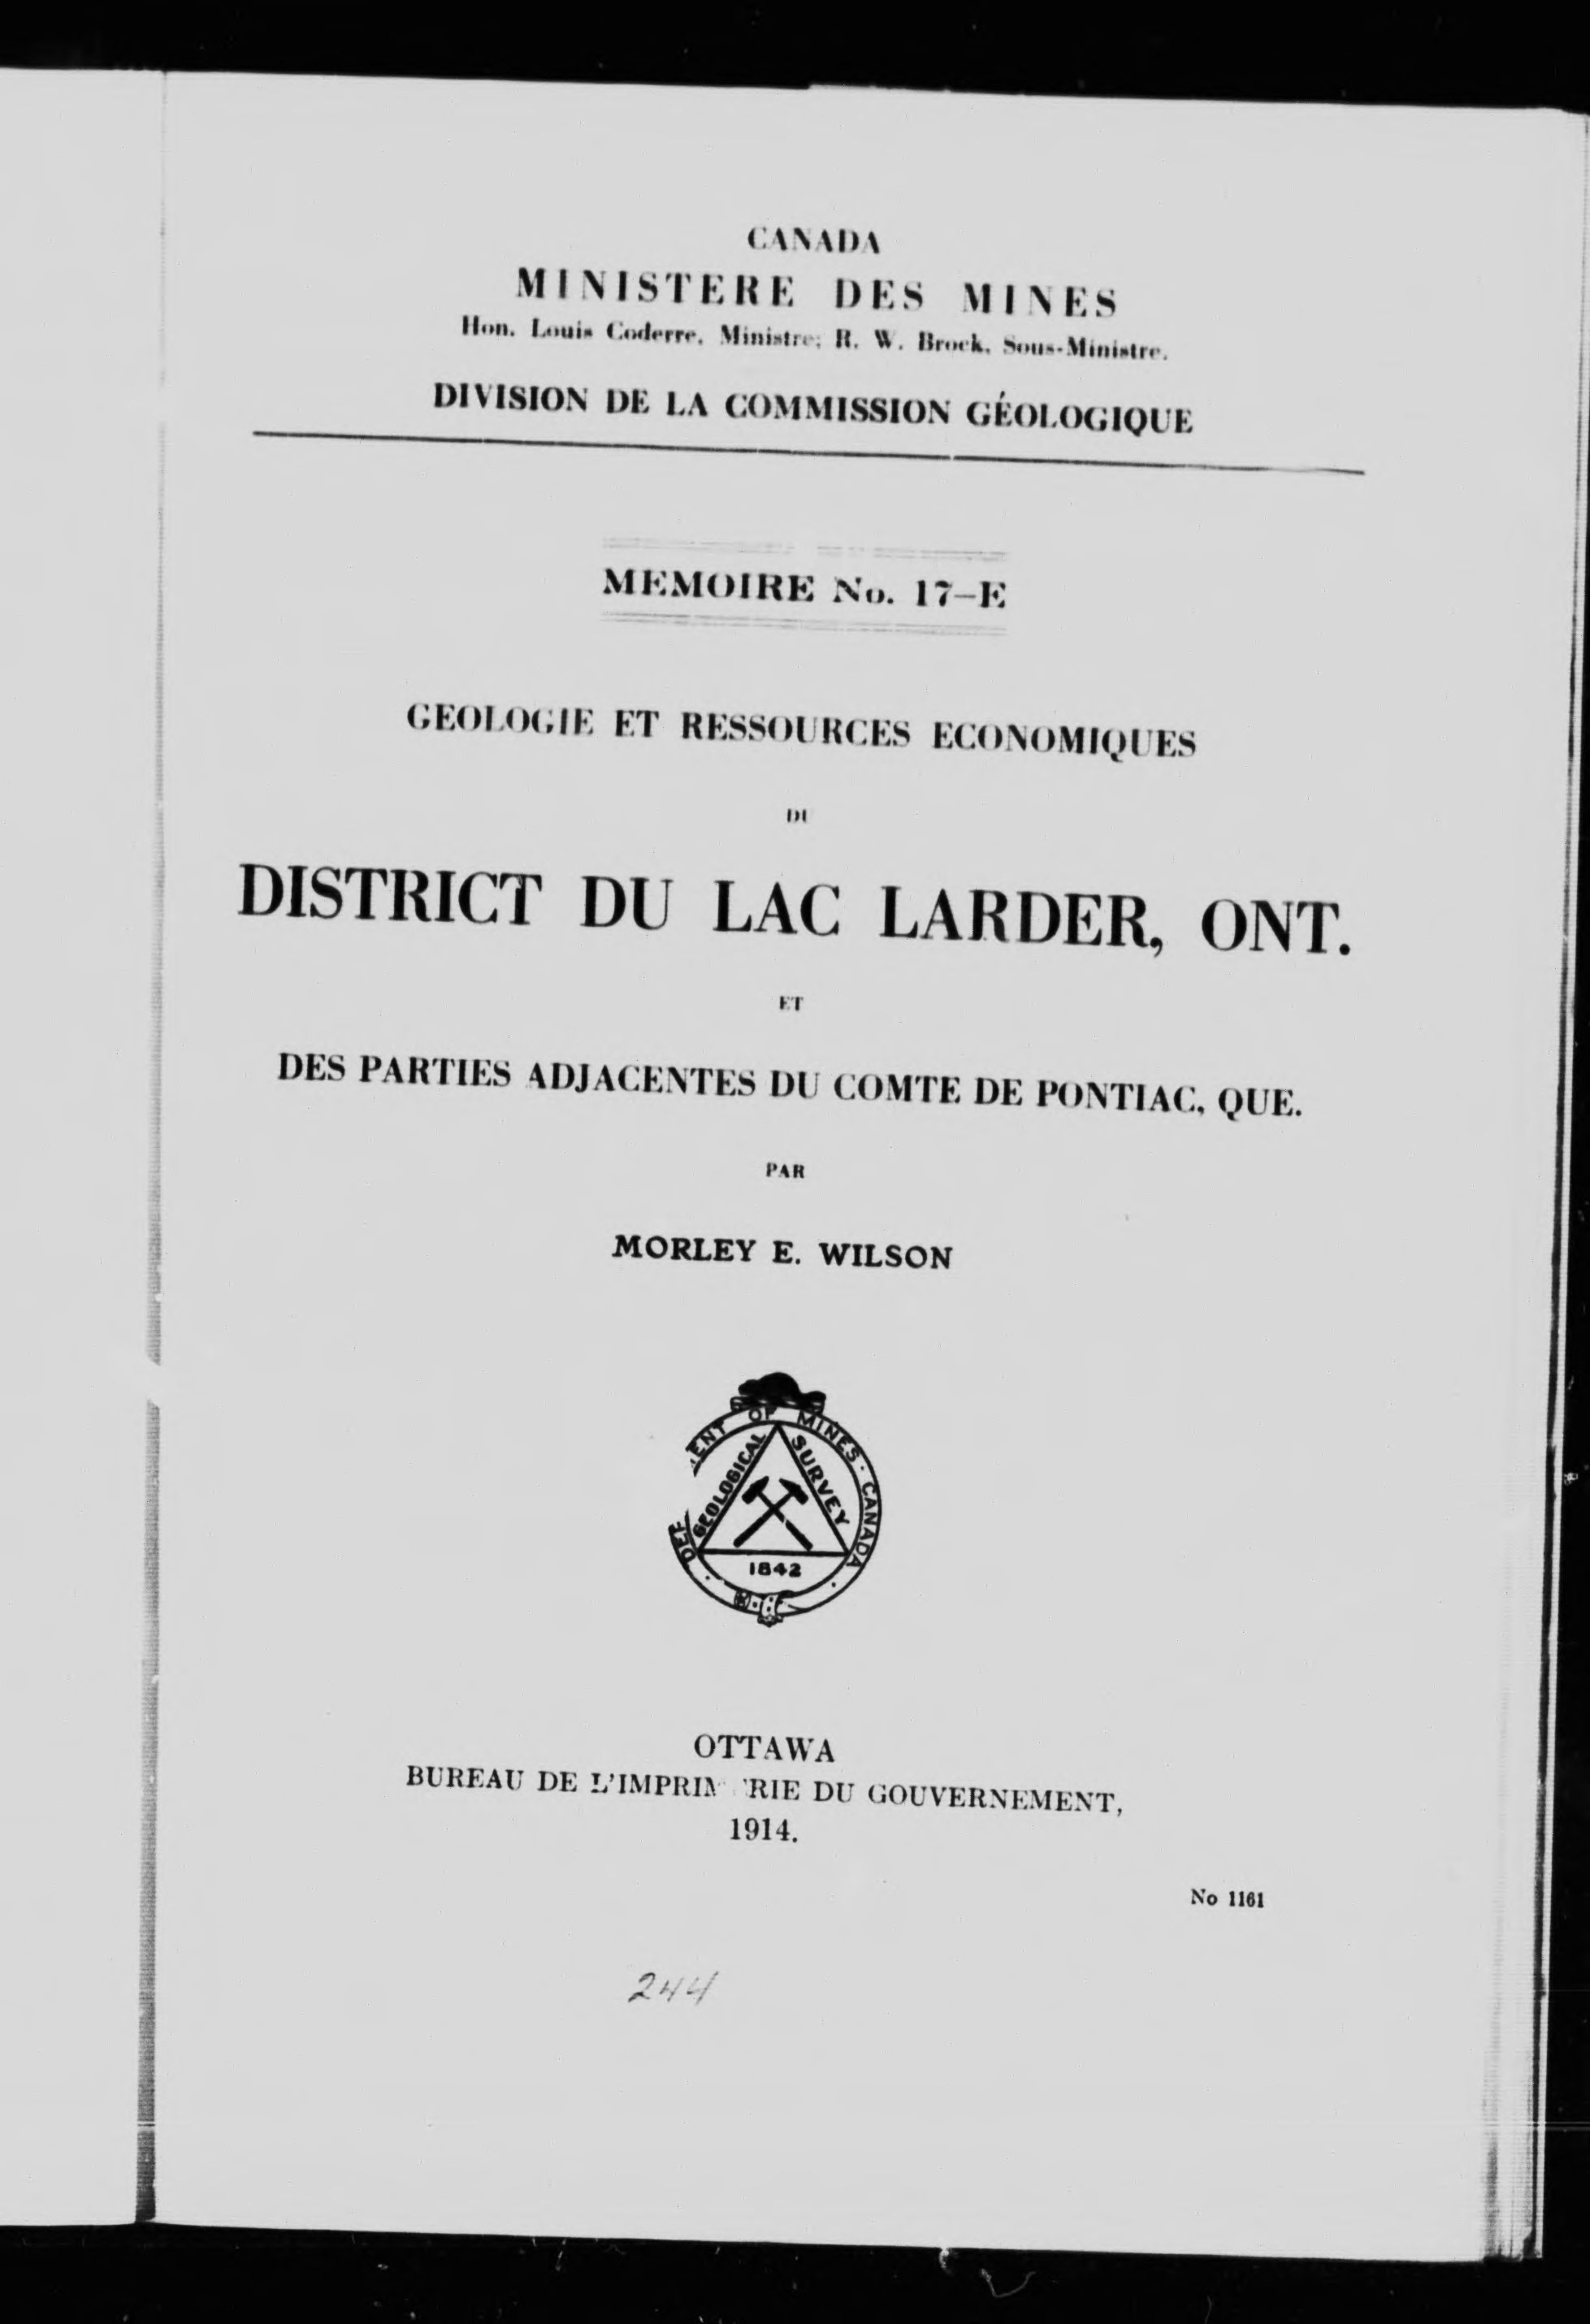 CANADA
MINISTERE DES MINES
Hon. Louis Coderre, Ministre; R. W. Brock, Sous-Ministre.
DIVISION DE LA COMMISSION GÉOLOGIQUE
MEMOIRE No. 17-E
GEOLOGIE ET RESSOURCES ECONOMIQUES
DU
DISTRICT DU LAC LARDER, ONT.
ET
DES PARTIES ADJACENTES DU COMTE DE PONTIAC, QUE.
PAR
MORLEY E. WILSON
OF MINES · CANADA
GEOLOGICAL SURVEY
1842
OTTAWA
BUREAU DE L'IMPRIMERIE DU GOUVERNEMENT,
1914.
No 1161
244